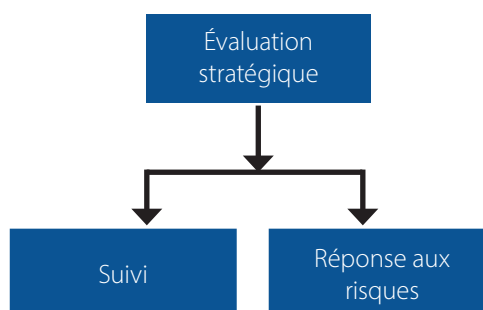 Évaluation
stratégique
Suivi
Réponse aux
risques